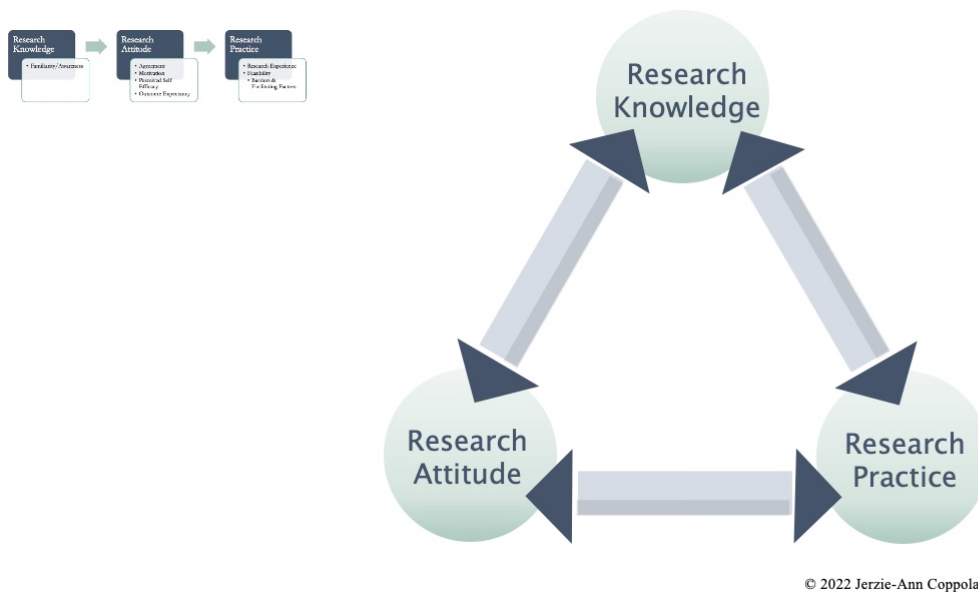 Research
Knowledge
• Familiarity/Awareness
Research
Attitude
• Agreement
• Motivation
• Perceived Self
Efficacy
• Outcome Expectancy
Research
Practice
• Research Experience
• Feasibility
• Barriers &
Facilitating Factors
Research
Knowledge
Research
Attitude
Research
Practice
© 2022 Jerzie-Ann Coppola